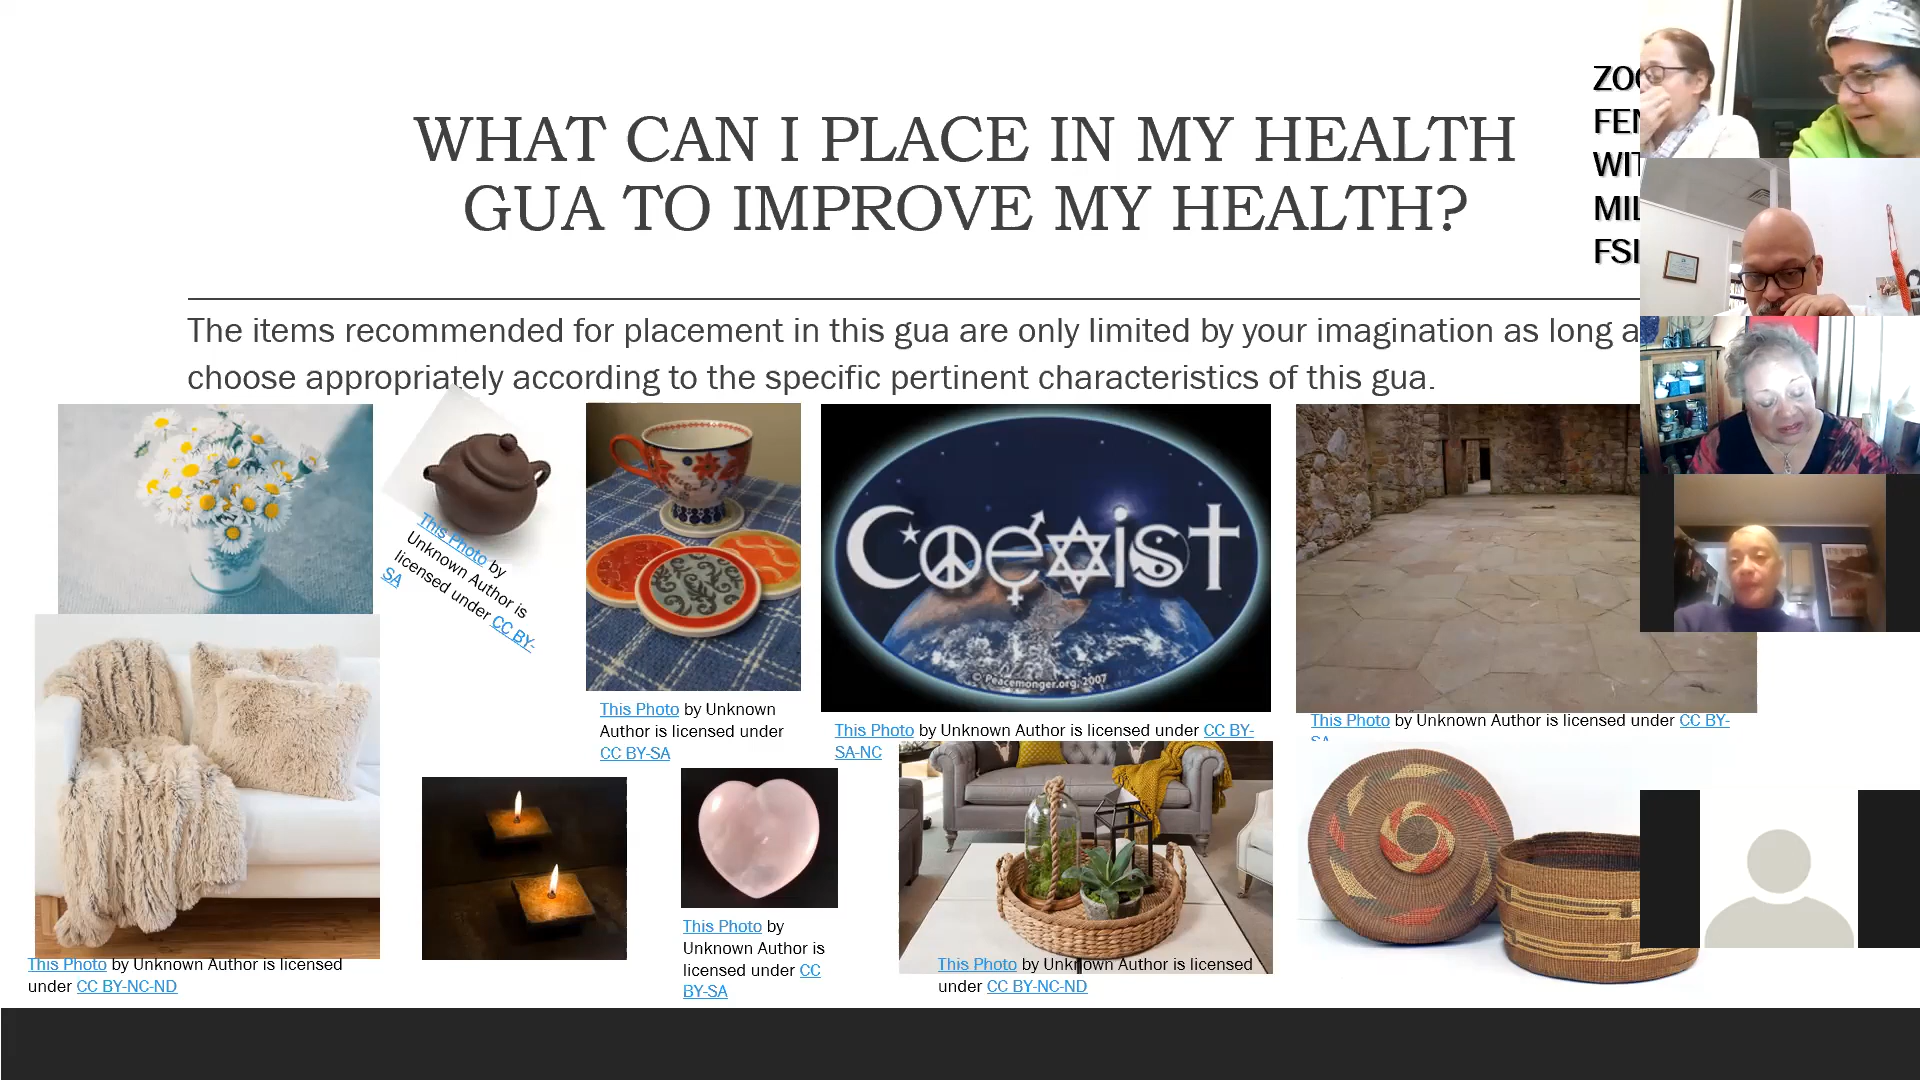 WHAT CAN I PLACE IN MY HEALTH
GUA TO IMPROVE MY HEALTH?
The items recommended for placement in this gua are only limited by your imagination as long
choose appropriately according to the specific pertinent characteristics of this gua.
This Photo by
Unknown Author is
licensed under CC BY-
SA
Coexist
© Peacemonger.org, 2007
This Photo by Unknown
Author is licensed under
CC BY-SA
This Photo by Unknown Author is licensed under CC BY-
SA-NC
This Photo by Unknown Author is licensed under CC BY-
SA
This Photo by Unknown Author is licensed
under CC BY-NC-ND
This Photo by
Unknown Author is
licensed under CC
BY-SA
This Photo by Unknown Author is licensed
under CC BY-NC-ND